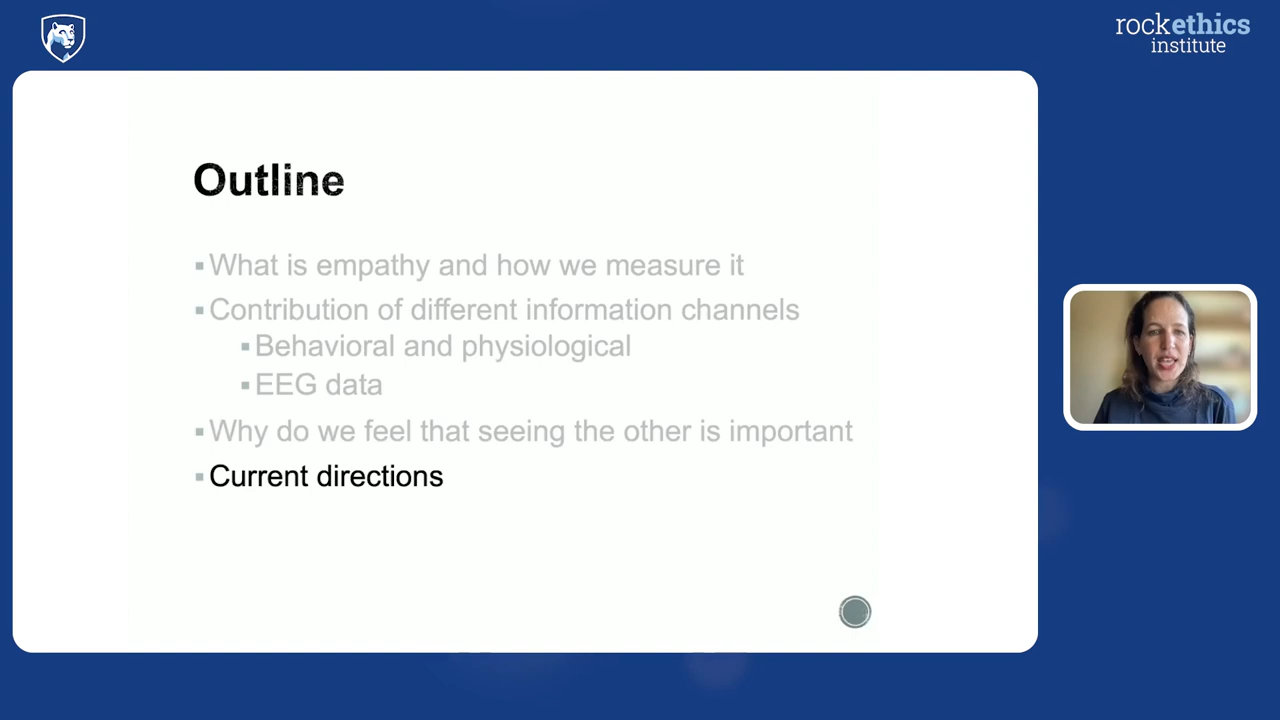 rockethics
institute
Outline
▪What is empathy and how we measure it
▪Contribution of different information channels
▪Behavioral and physiological
▪EEG data
▪Why do we feel that seeing the other is important
▪Current directions